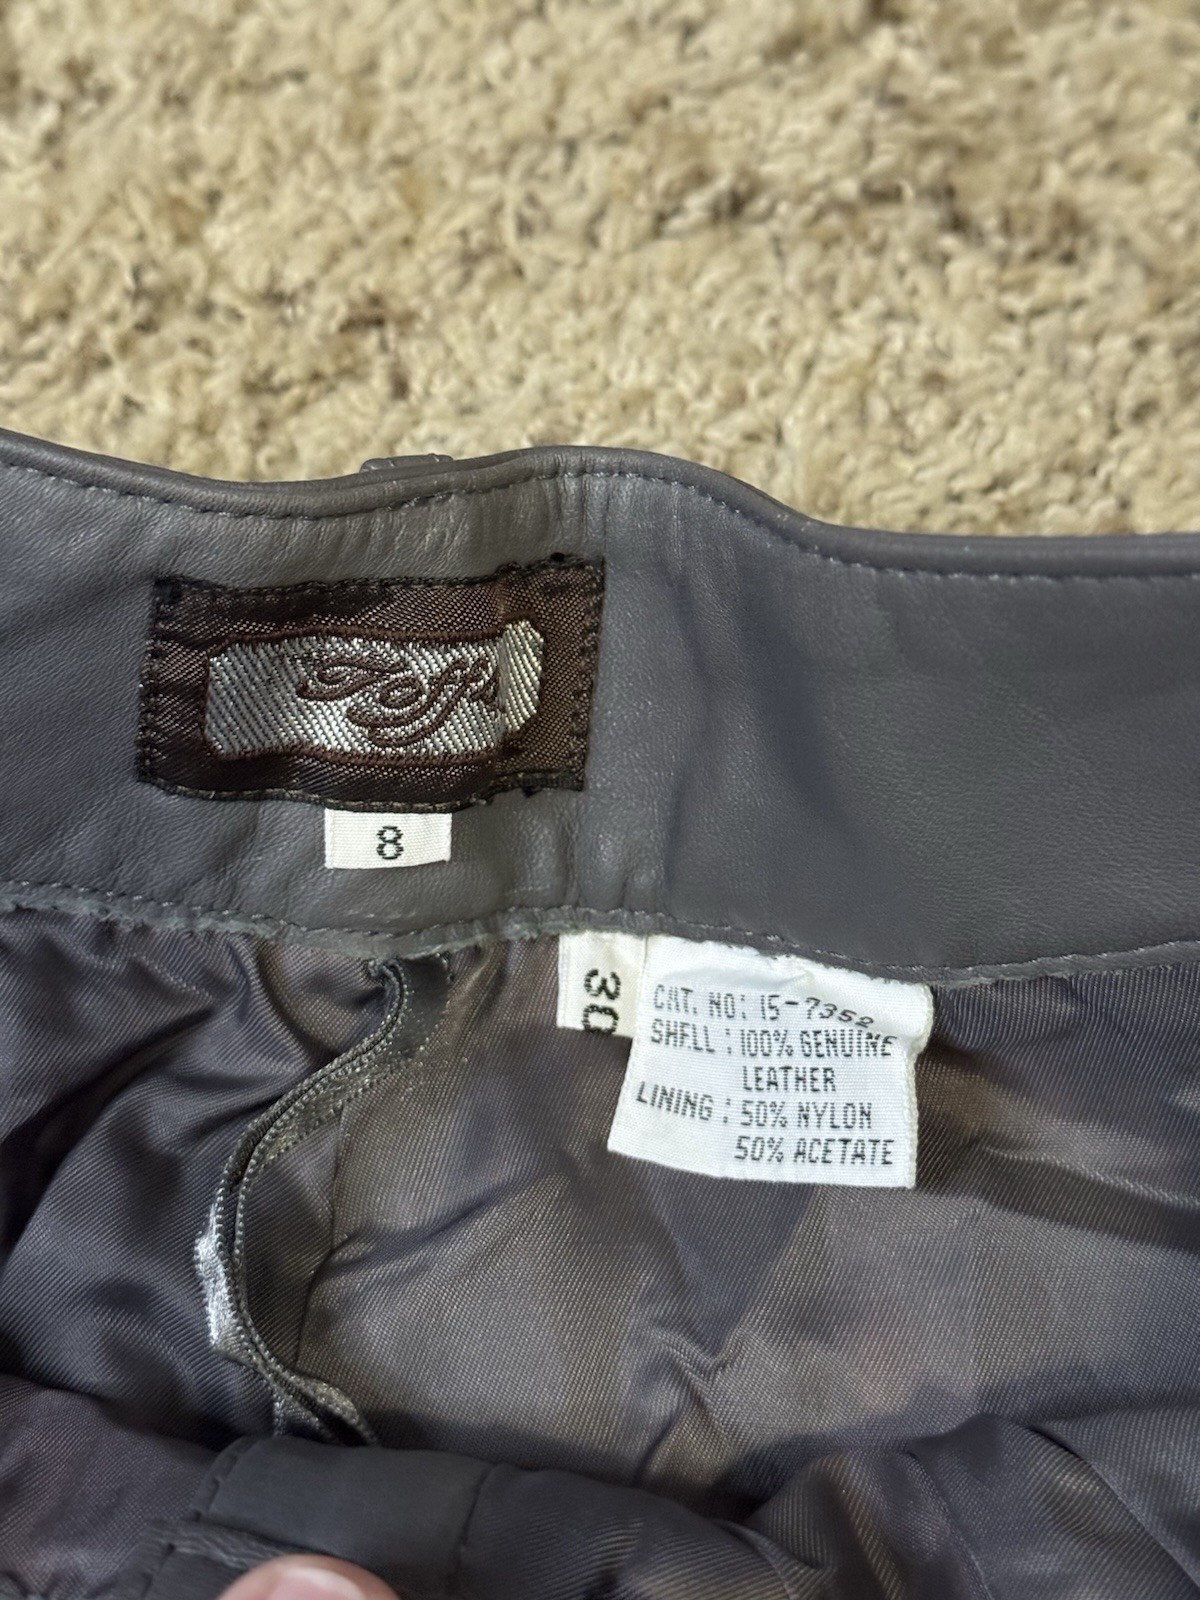 8
30
CAT. NO: 15-7352
SHELL : 100% GENUINE
LEATHER
LINING : 50% NYLON
50% ACETATE